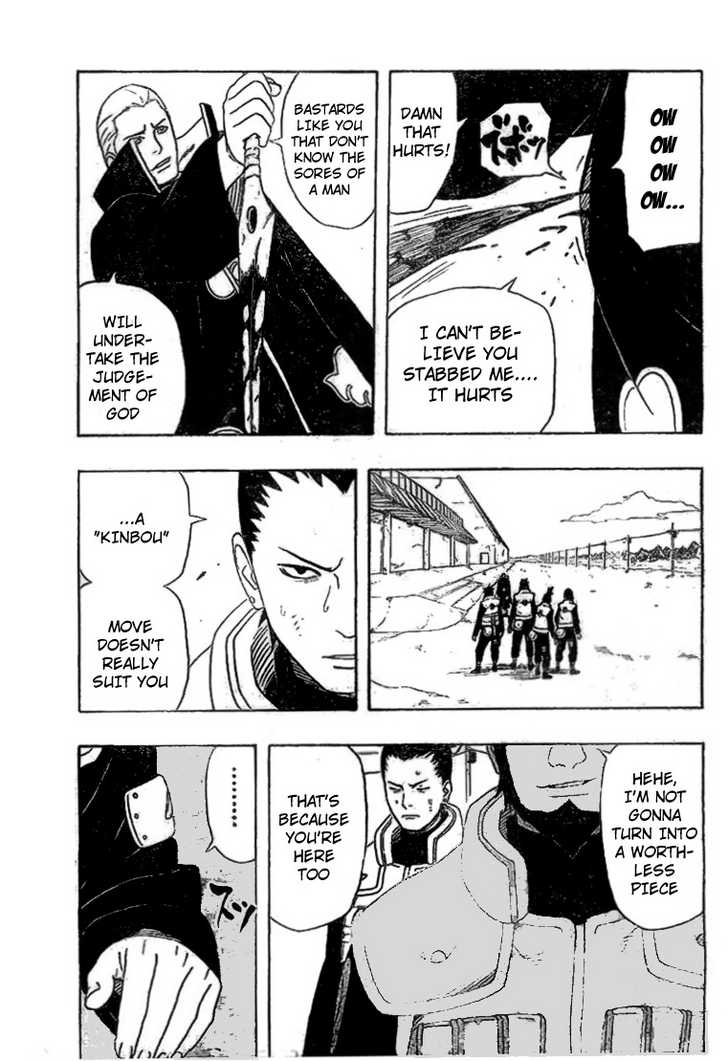 OW
OW
OW
OW...
DAMN
THAT
HURTS!
I CAN'T BE-
LIEVE YOU
STABBED ME....
IT HURTS
BASTARDS
LIKE YOU
THAT DON'T
KNOW THE
SORES OF
A MAN
WILL
UNDER-
TAKE THE
JUDGE-
MENT OF
GOD
...A
"KINBOU"
MOVE
DOESN'T
REALLY
SUIT YOU
HEHE,
I'M NOT
GONNA
TURN INTO
A WORTH-
LESS
PIECE
THAT'S
BECAUSE
YOU'RE
HERE
TOO
.........